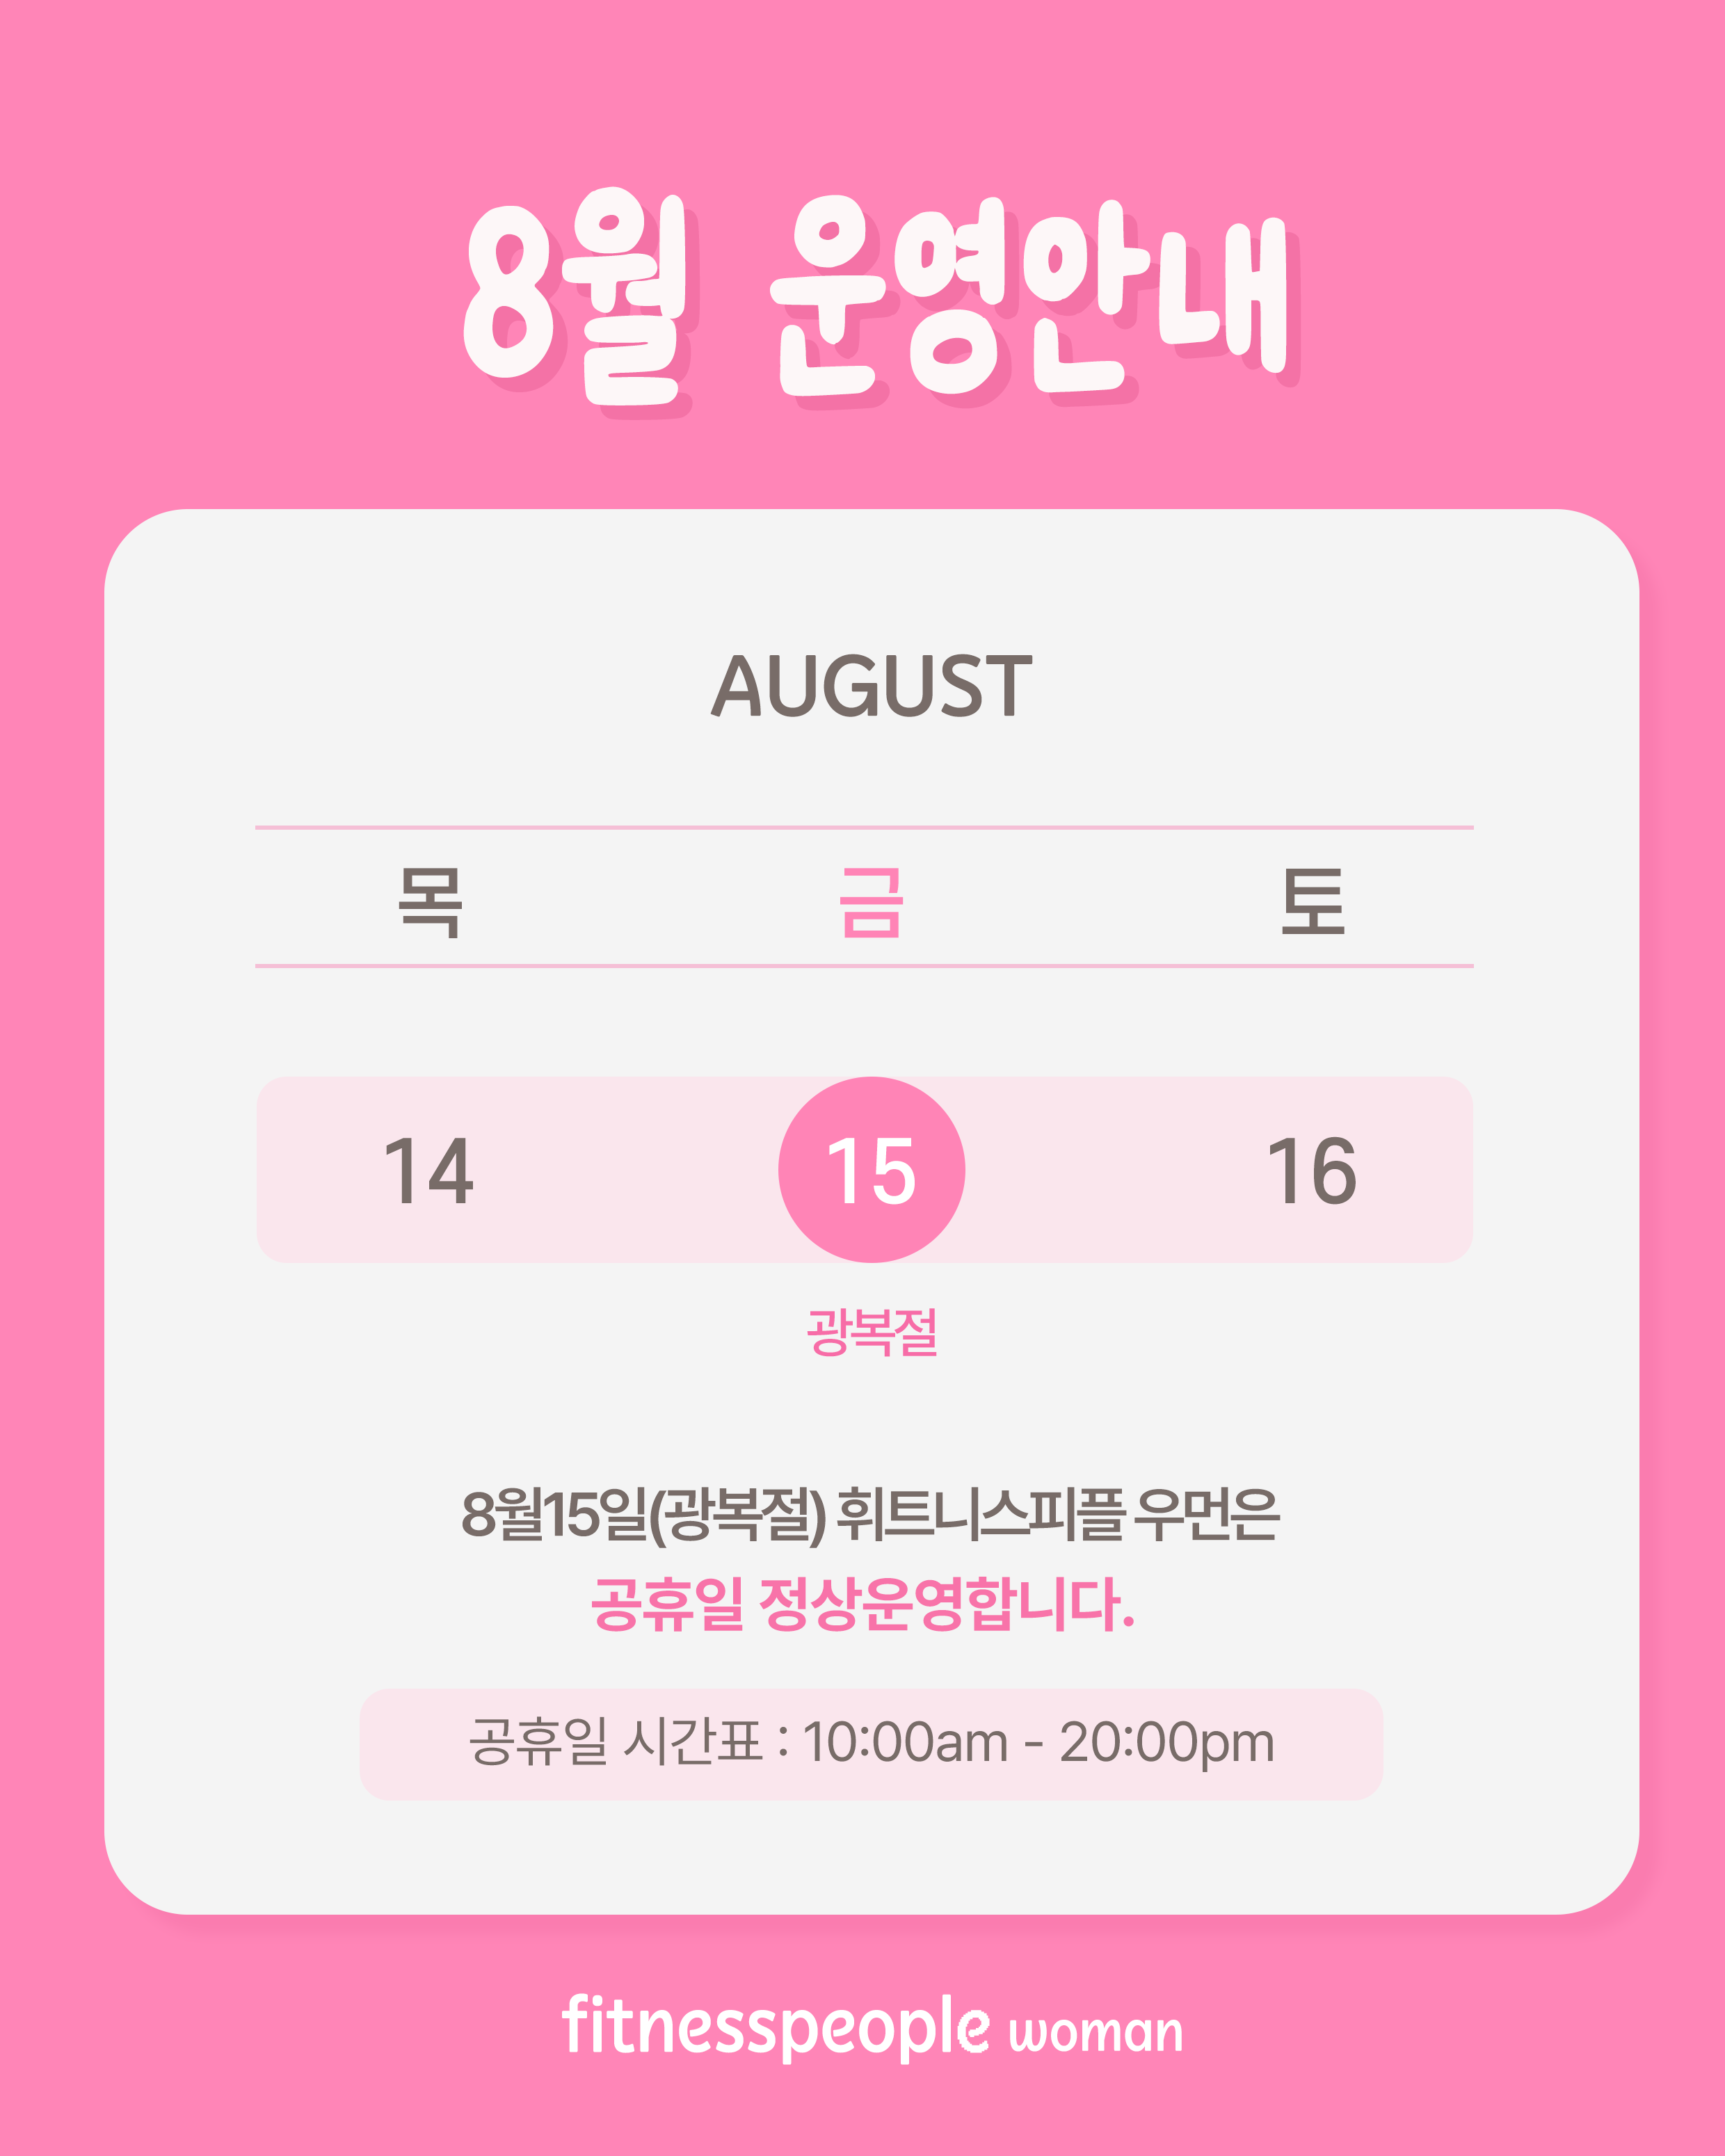 8월 운영안내
AUGUST
목 금 토
14 15 16
광복절
8월15일(광복절) 휘트니스피플 우만은
공휴일 정상운영합니다.
공휴일 시간표 : 10:00am - 20:00pm
fitnesspeople woman